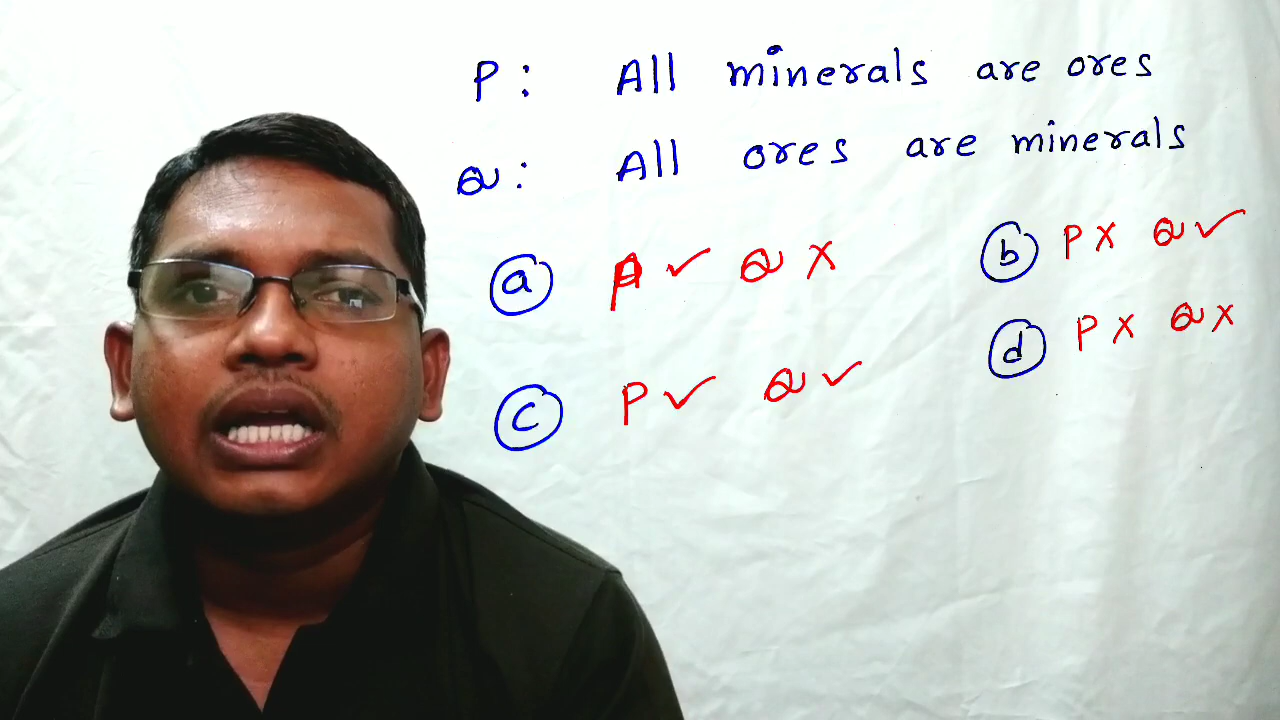 P : All minerals are ores
Q : All ores are minerals
a P ✓ Q X
b P X Q ✓
c P ✓ Q ✓
d P X Q X